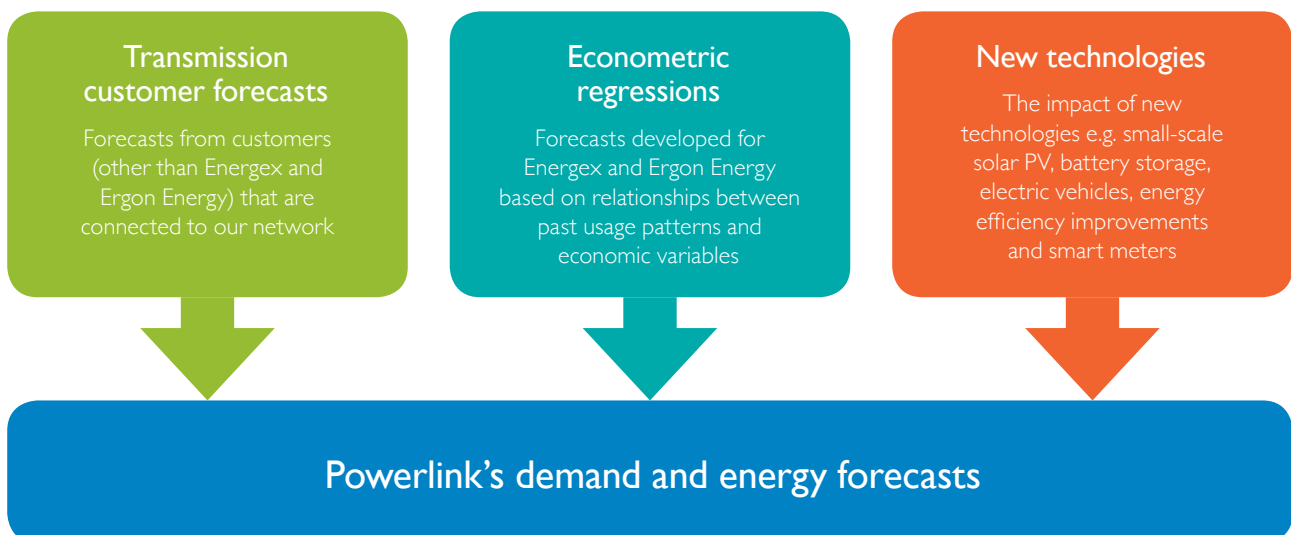 Transmission
customer forecasts
Forecasts from customers
(other than Energex and
Ergon Energy) that are
connected to our network
Econometric
regressions
Forecasts developed for
Energex and Ergon Energy
based on relationships between
past usage patterns and
economic variables
New technologies
The impact of new
technologies e.g. small-scale
solar PV, battery storage,
electric vehicles, energy
efficiency improvements
and smart meters
Powerlink's demand and energy forecasts